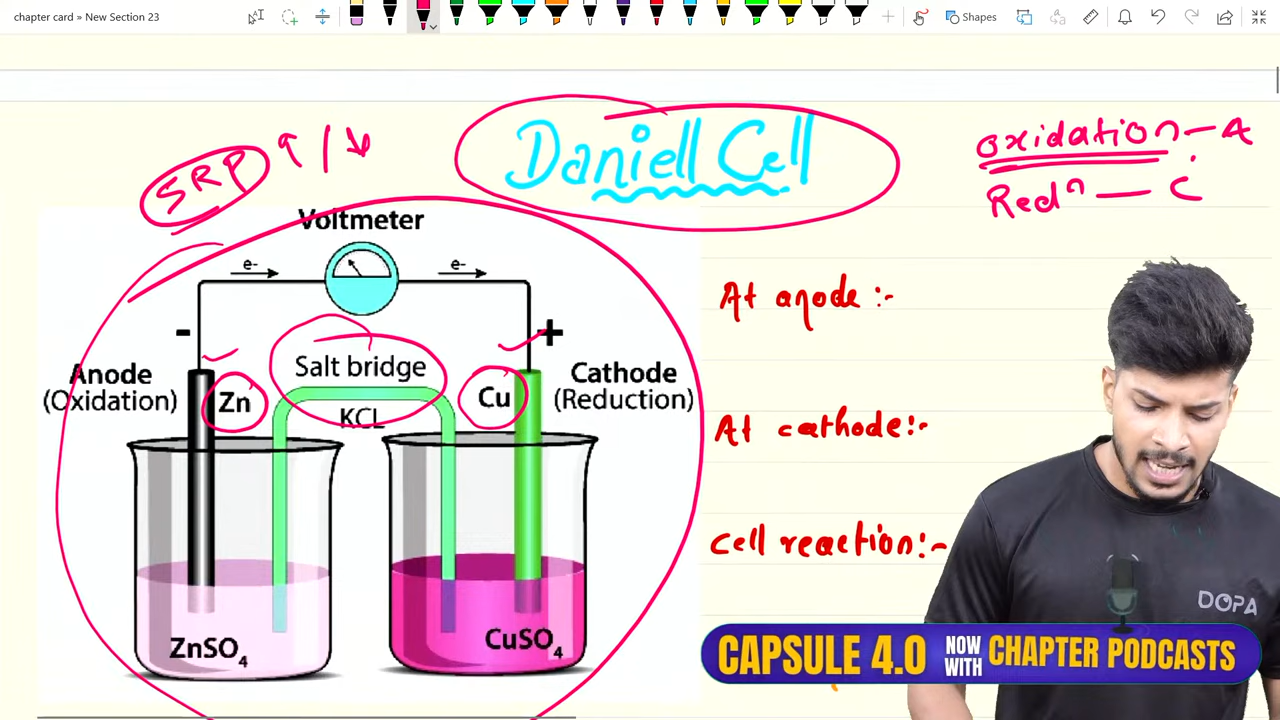 chapter card » New Section 23
Shapes
Daniell Cell
SRP ↑ / ↓
Oxidation - A
Redⁿ - C
Voltmeter
e- e-
- +
Salt bridge
Anode
(Oxidation)
Zn
Cu
Cathode
(Reduction)
KCL
ZnSO4
CuSO4
At anode :-
At cathode:-
Cell reaction:-
DOPA
CAPSULE 4.0 NOW WITH CHAPTER PODCASTS